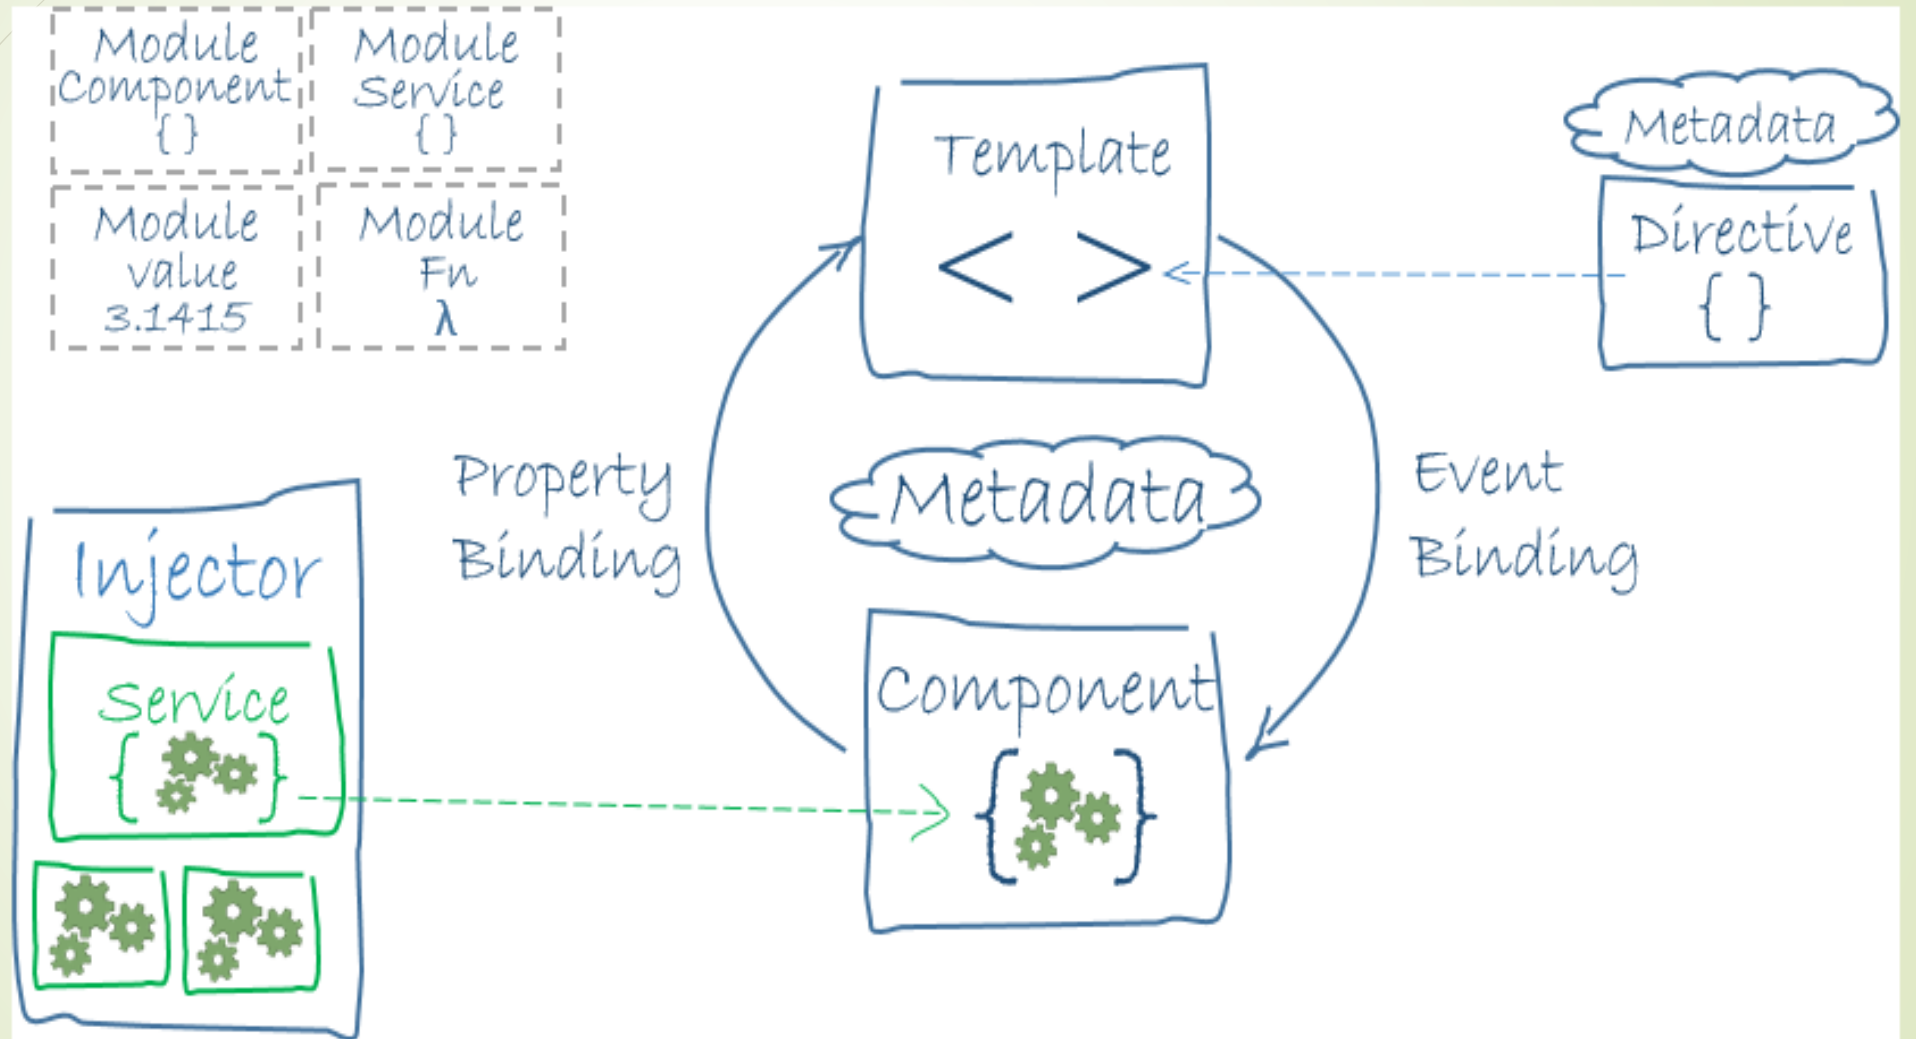 Module
Component
{ }
Module
Service
{ }
Module
value
3.1415
Module
Fn
λ
Template
< >
Metadata
Directive
{ }
Property
Binding
Metadata
Event
Binding
Injector
Service
{ }
Component
{ }